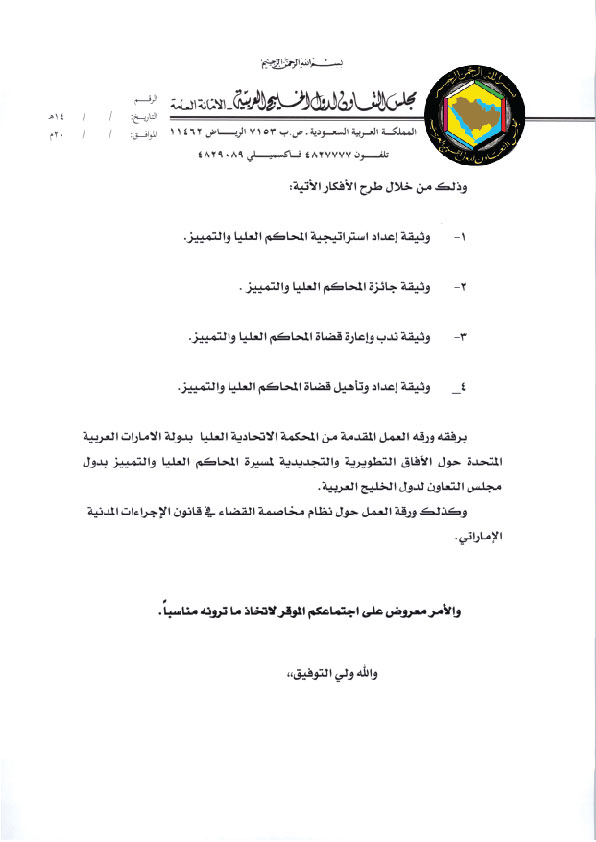 بسم الله الرحمن الرحيم
مجلس التعاون لدول الخليج العربية - الأمانة العامة
الرقم
التاريخ: / / ١٤هـ
الموافق: / / ٢٠م
المملكة العربية السعودية . ص.ب ٧١٥٣ الرياض ١١٤٦٢
تلفون ٤٨٢٧٧٧٧ فاكسميلي ٤٨٢٩٠٨٩
وذلك من خلال طرح الأفكار الأتية:
١- وثيقة إعداد استراتيجية المحاكم العليا والتمييز.
٢- وثيقة جائزة المحاكم العليا والتمييز .
٣- وثيقة ندب وإعارة قضاة المحاكم العليا والتمييز.
٤_ وثيقة إعداد وتأهيل قضاة المحاكم العليا والتمييز.
برفقه ورقه العمل المقدمة من المحكمة الاتحادية العليا بدولة الامارات العربية
المتحدة حول الأفاق التطويرية والتجديدية لمسيرة المحاكم العليا والتمييز بدول
مجلس التعاون لدول الخليج العربية.
وكذلك ورقة العمل حول نظام مخاصمة القضاء في قانون الإجراءات المدنية
الإماراتي.
والأمر معروض على اجتماعكم الموقر لاتخاذ ما ترونه مناسباً.
والله ولي التوفيق،،